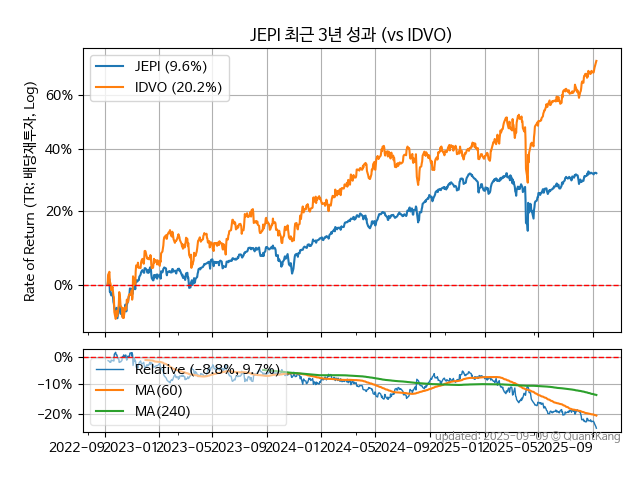 JEPI 최근 3년 성과 (vs IDVO)
JEPI (9.6%)
IDVO (20.2%)
Rate of Return (TR: 배당재투자, Log)
60%
40%
20%
0%
0%
−10%
−20%
Relative (−8.8%, 9.7%)
MA(60)
MA(240)
2022-09 2023-01 2023-05 2023-09 2024-01 2024-05 2024-09 2025-01 2025-05 2025-09
updated: 2025-09-09 © QuantKang